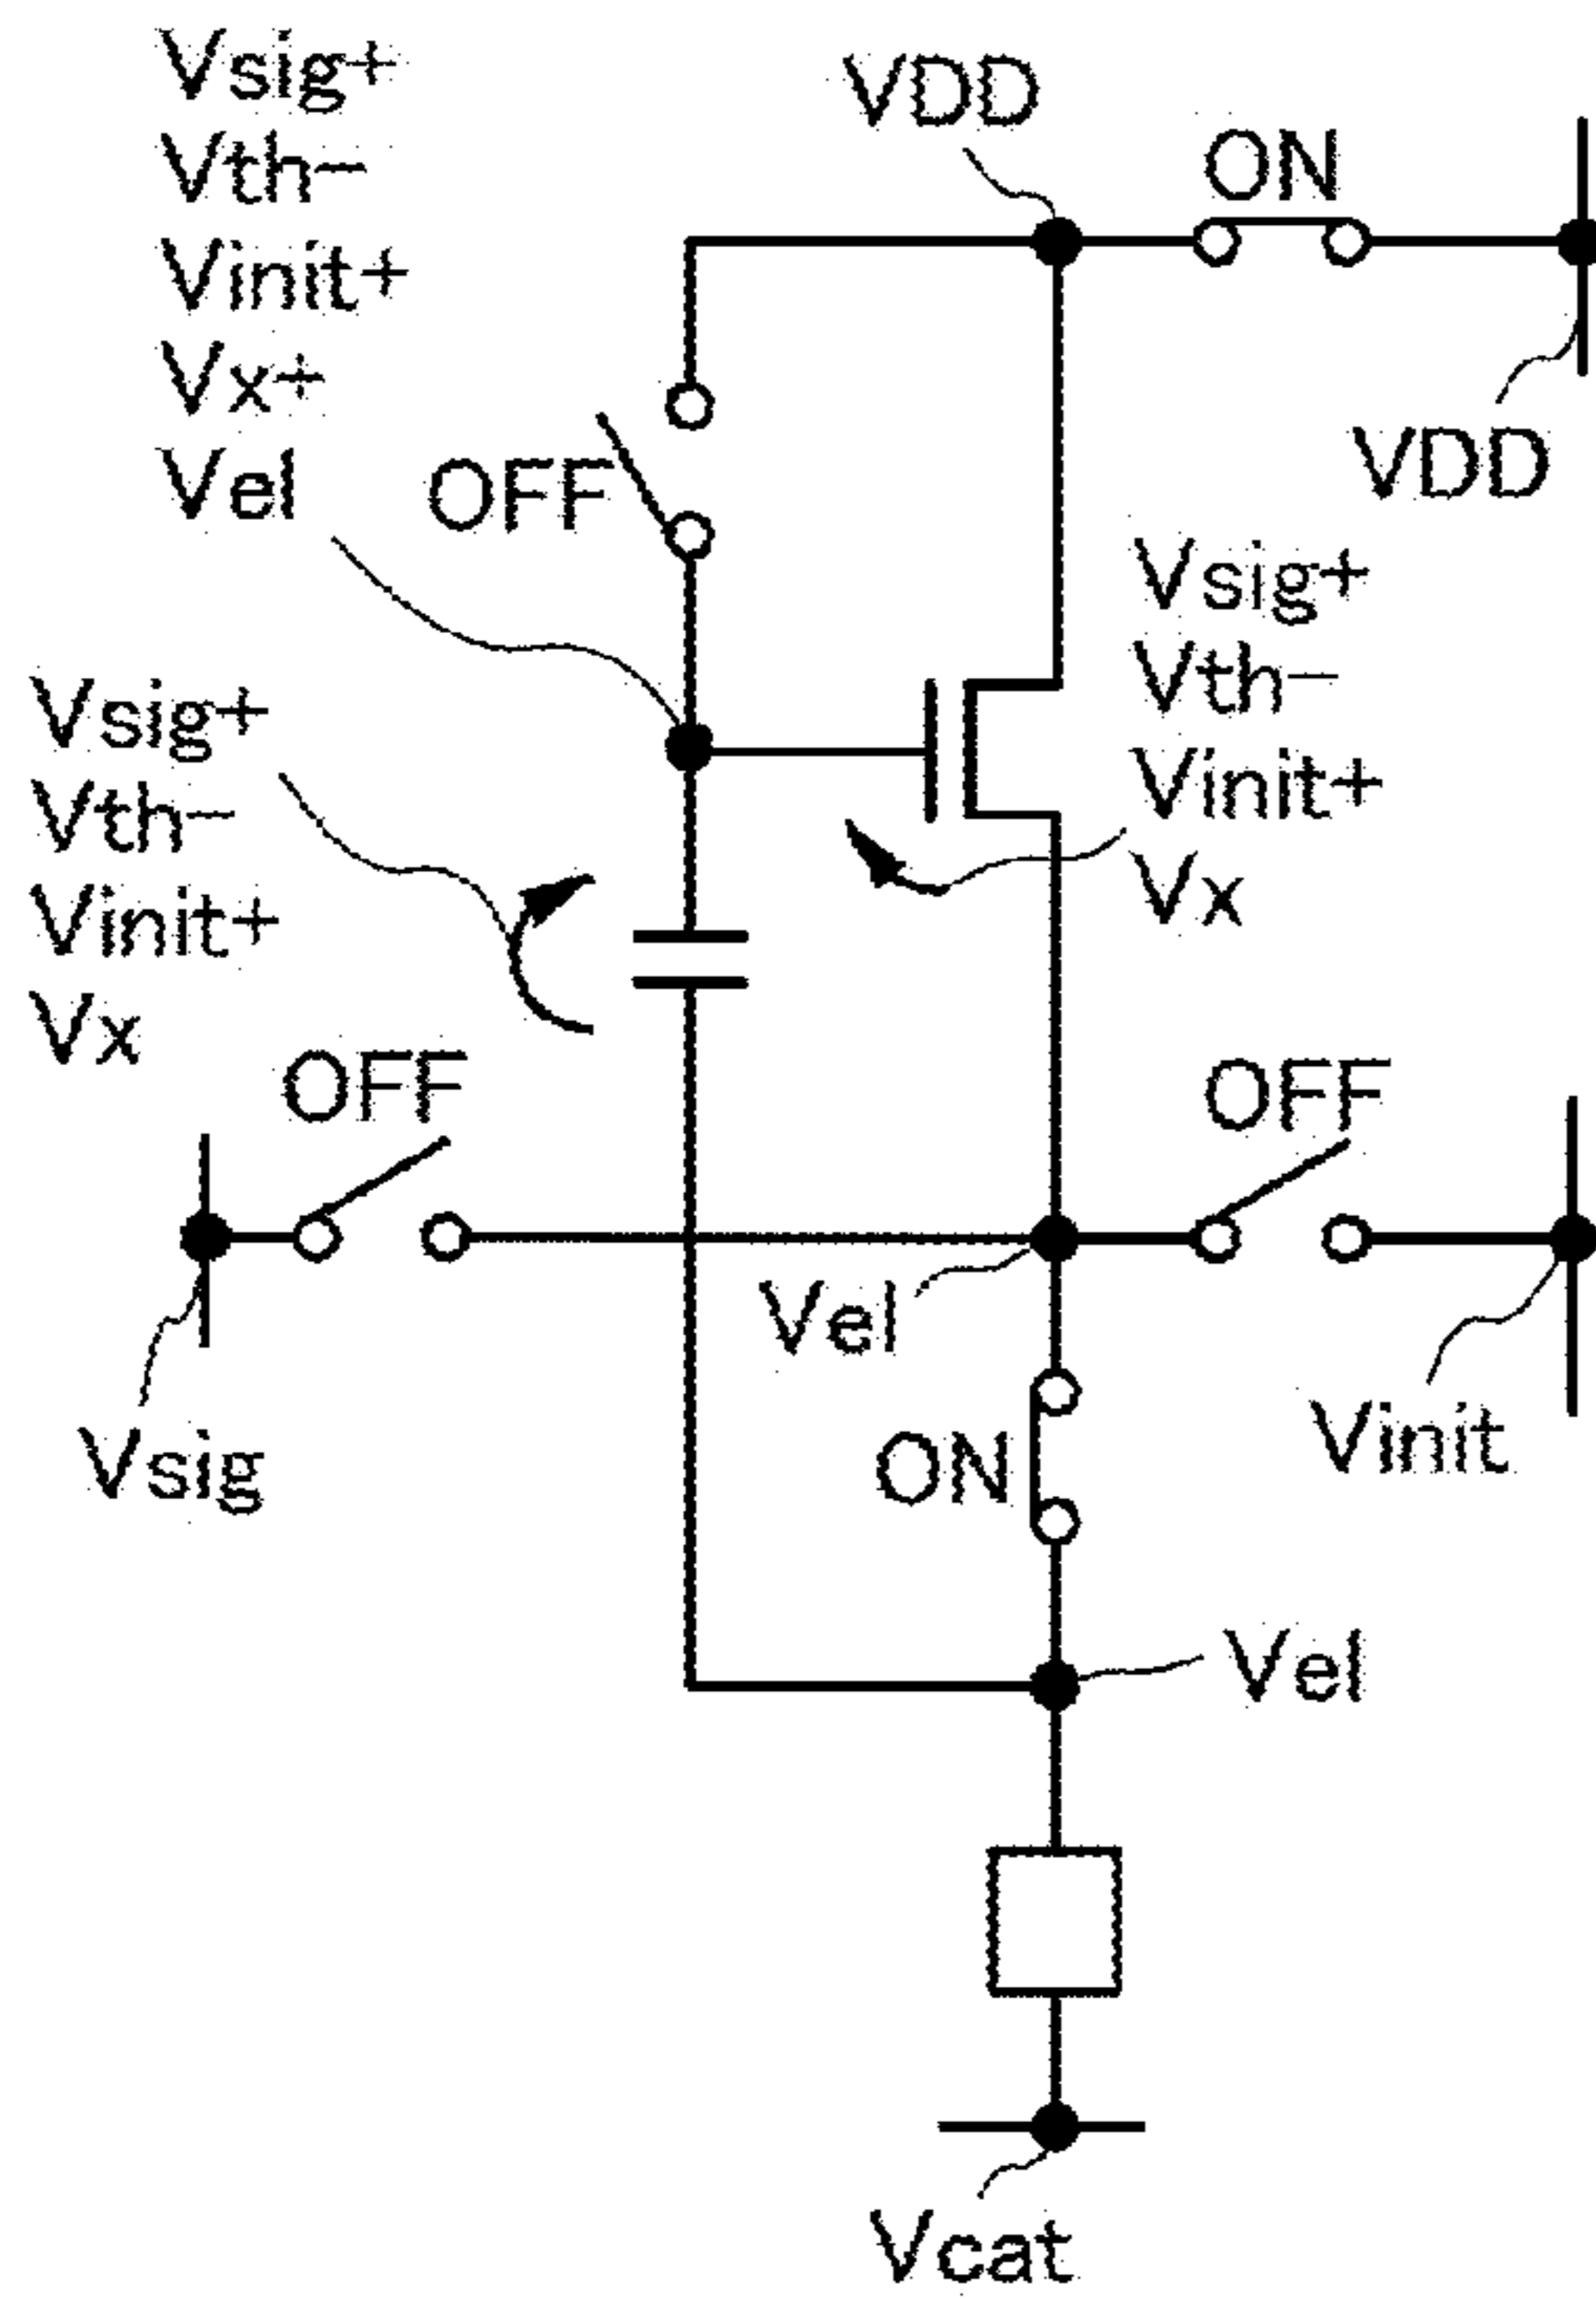 Vsig+
Vth−
Vinit+
Vx+
Vel
VDD
ON
VDD
OFF
Vsig+
Vth−
Vinit+
Vx
Vsig+
Vth−
Vinit+
Vx
OFF
OFF
Vel
Vsig
ON
Vinit
Vel
Vcat